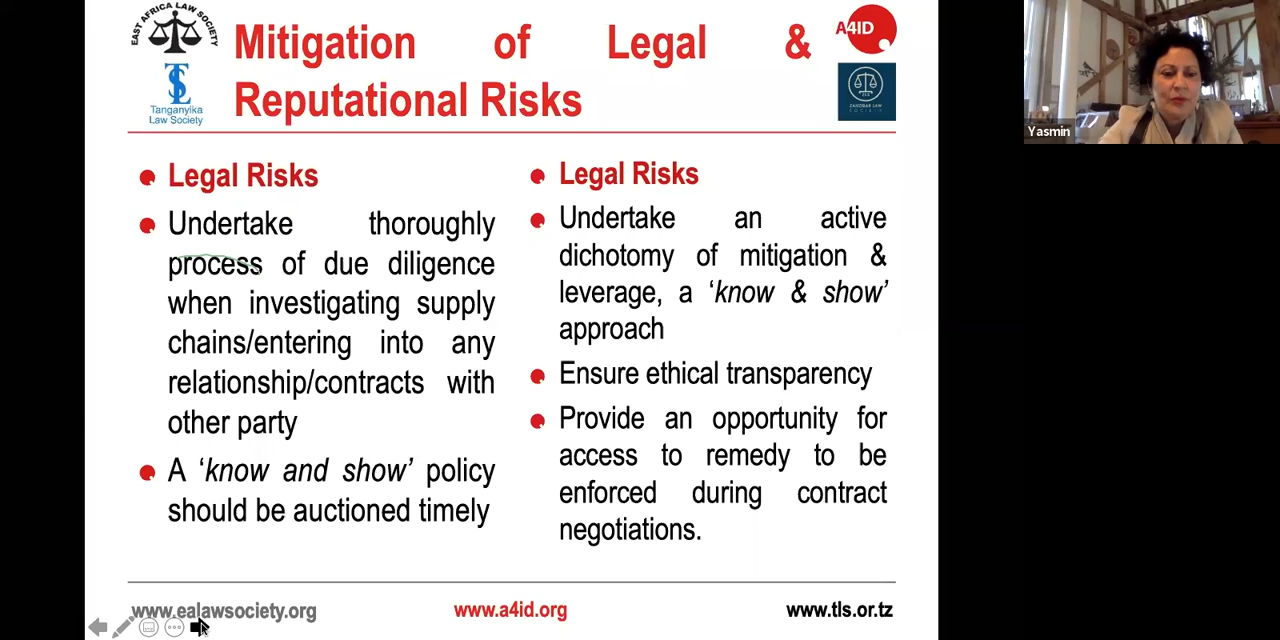 EAST AFRICA LAW SOCIETY
TLS
Tanganyika
Law Society
Mitigation of Legal &
Reputational Risks
A4ID
ZANZIBAR LAW
SOCIETY
Legal Risks
Undertake thoroughly
process of due diligence
when investigating supply
chains/entering into any
relationship/contracts with
other party
A ‘know and show’ policy
should be auctioned timely
Legal Risks
Undertake an active
dichotomy of mitigation &
leverage, a ‘know & show’
approach
Ensure ethical transparency
Provide an opportunity for
access to remedy to be
enforced during contract
negotiations.
www.ealawsociety.org
www.a4id.org
www.tls.or.tz
Yasmin